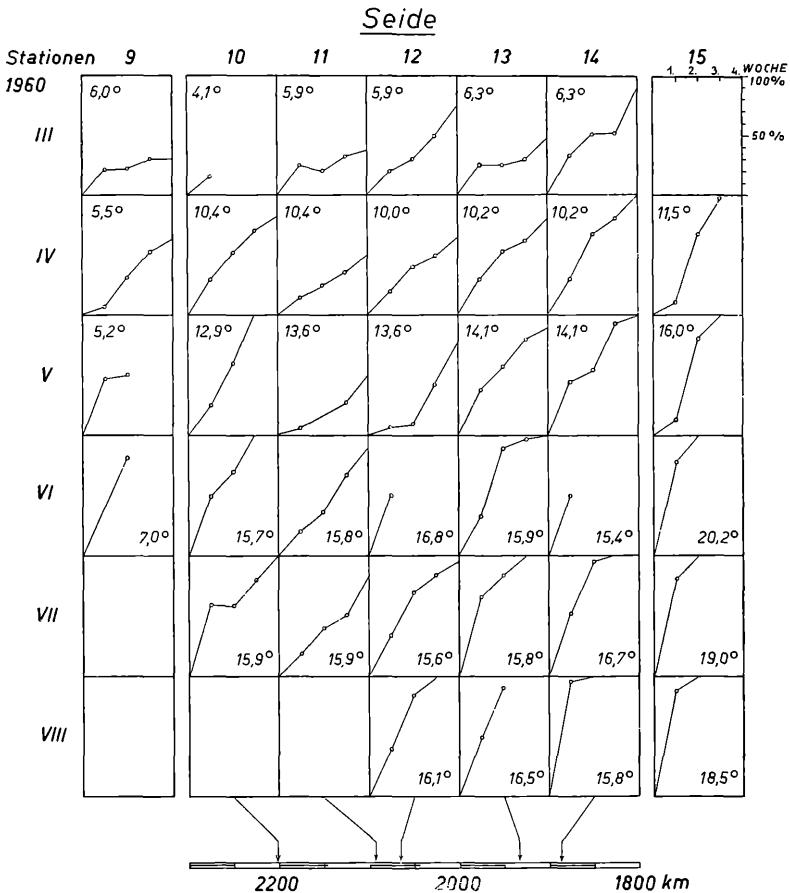 Seide
Stationen 9 10 11 12 13 14 15
1. 2. 3. 4. WOCHE
1960
100%
6,0° 4,1° 5,9° 5,9° 6,3° 6,3°
III
50%
5,5° 10,4° 10,4° 10,0° 10,2° 10,2° 11,5°
IV
5,2° 12,9° 13,6° 13,6° 14,1° 14,1° 16,0°
V
VI
7,0° 15,7° 15,8° 16,8° 15,9° 15,4° 20,2°
VII
15,9° 15,9° 15,6° 15,8° 16,7° 19,0°
VIII
16,1° 16,5° 15,8° 18,5°
2200 2000 1800 km